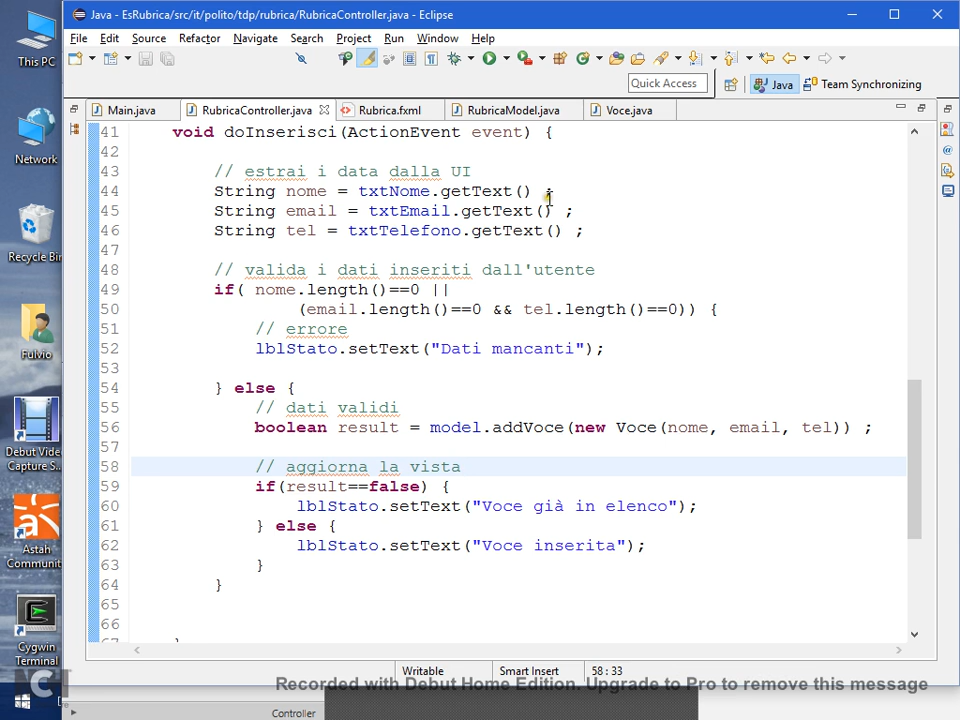 Java - EsRubrica/src/it/polito/tdp/rubrica/RubricaController.java - Eclipse
File Edit Source Refactor Navigate Search Project Run Window Help
Quick Access
Java
Team Synchronizing
Main.java
RubricaController.java
Rubrica.fxml
RubricaModel.java
Voce.java
41 void doInserisci(ActionEvent event) {
42
43 // estrai i data dalla UI
44 String nome = txtNome.getText() ;
45 String email = txtEmail.getText() ;
46 String tel = txtTelefono.getText() ;
47
48 // valida i dati inseriti dall'utente
49 if( nome.length()==0 ||
50 (email.length()==0 && tel.length()==0)) {
51 // errore
52 lblStato.setText("Dati mancanti");
53
54 } else {
55 // dati validi
56 boolean result = model.addVoce(new Voce(nome, email, tel)) ;
57
58 // aggiorna la vista
59 if(result==false) {
60 lblStato.setText("Voce già in elenco");
61 } else {
62 lblStato.setText("Voce inserita");
63 }
64 }
65
66
67 }
Writable
Smart Insert
58 : 33
This PC
Network
Recycle Bin
Fulvio
Debut Video
Capture S...
Astah
Communit
Cygwin
Terminal
Recorded with Debut Home Edition. Upgrade to Pro to remove this message
Controller